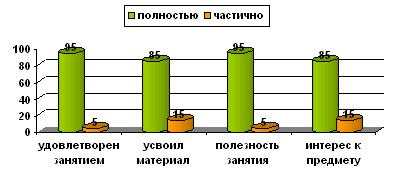 полностью частично
95 85 95 85
5 15 5 15
100
80
60
40
20
0
удовлетворен занятием
усвоил материал
полезность занятия
интерес к предмету